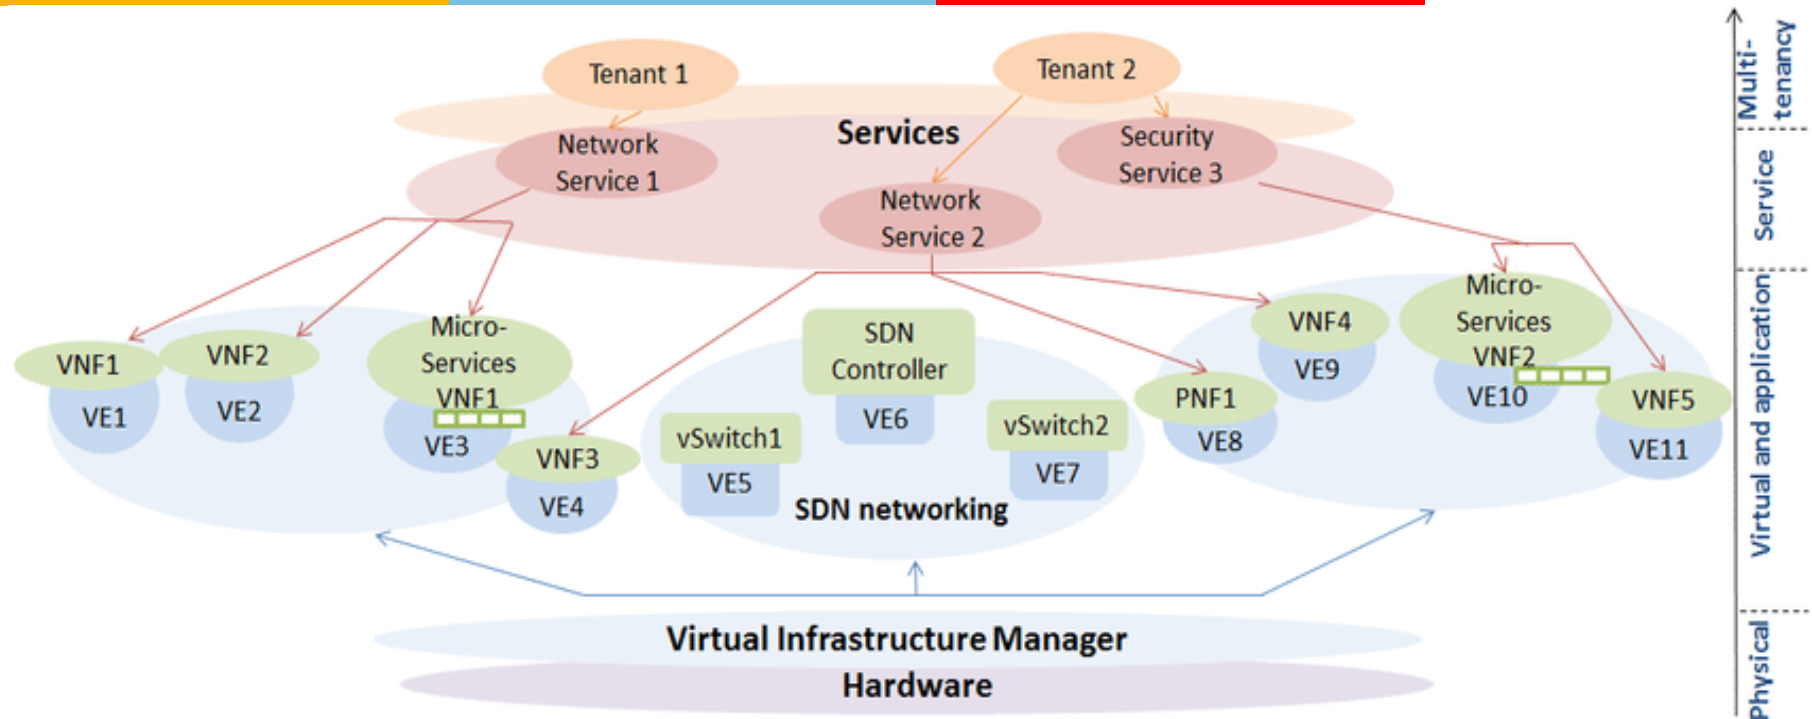 Tenant 1
Tenant 2
Services
Network
Service 1
Security
Service 3
Network
Service 2
VNF1
VE1
VNF2
VE2
Micro-
Services
VNF1
VE3
VNF3
VE4
SDN
Controller
VE6
vSwitch1
VE5
vSwitch2
VE7
SDN networking
PNF1
VE8
VNF4
VE9
Micro-
Services
VNF2
VE10
VNF5
VE11
Virtual Infrastructure Manager
Hardware
Multi-
tenancy
Service
Virtual and application
Physical